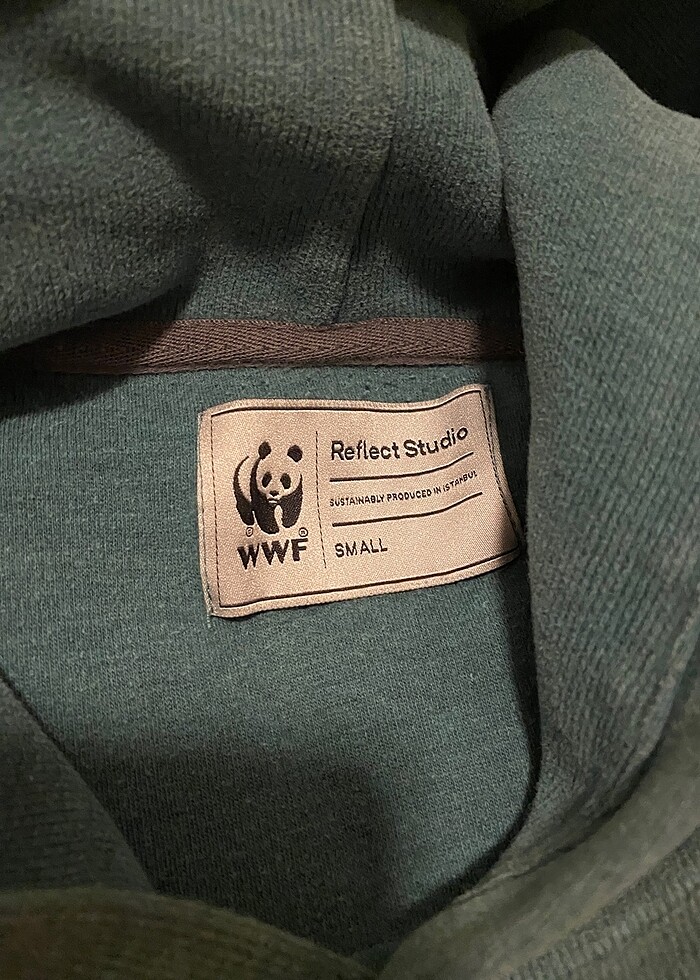 WWF®
Reflect Studio
SUSTAINABLY PRODUCED IN ISTANBUL
SMALL